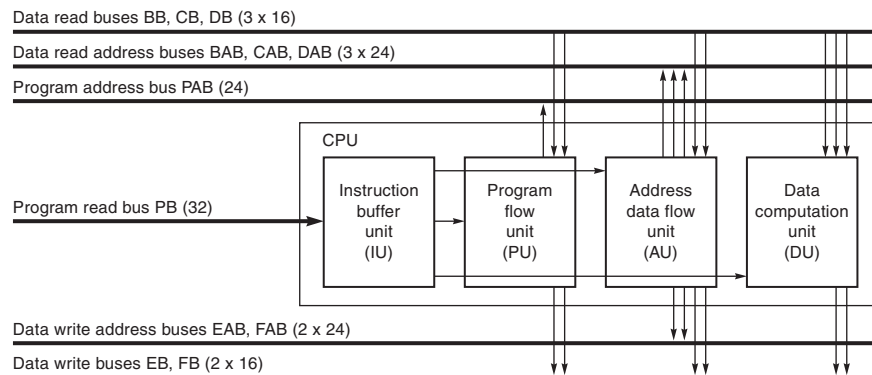 Data read buses BB, CB, DB (3 x 16)
Data read address buses BAB, CAB, DAB (3 x 24)
Program address bus PAB (24)
CPU
Program read bus PB (32)
Instruction
buffer
unit
(IU)
Program
flow
unit
(PU)
Address
data flow
unit
(AU)
Data
computation
unit
(DU)
Data write address buses EAB, FAB (2 x 24)
Data write buses EB, FB (2 x 16)